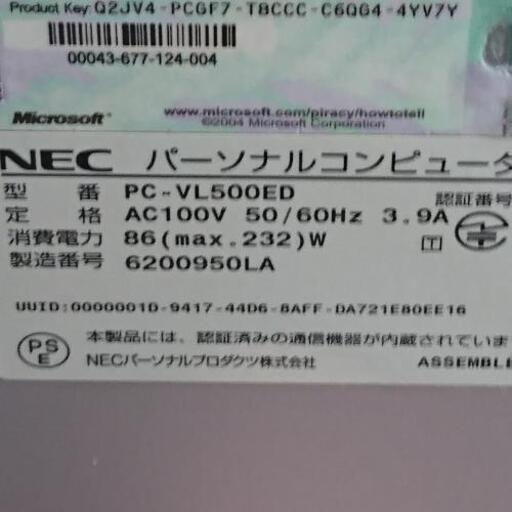 Product Key: Q2JV4-PCGF7-T8CCC-C6QG4-4YV7Y
00043-677-124-004
Microsoft www.microsoft.com/piracy/howtotell
©2004 Microsoft Corporation
NEC パーソナルコンピュータ
型番 PC-VL500ED 認証番号
定格 AC100V 50/60Hz 3.9A
消費電力 86(max.232)W T
製造番号 6200950LA
UUID:0000001D-9417-44D6-8AFF-DA721E80EE16
PSE 本製品には、認証済みの通信機器が内蔵されていま
NECパーソナルプロダクツ株式会社 ASSEMBLE